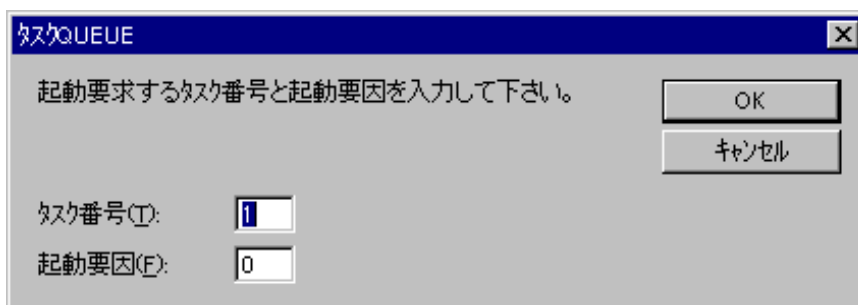 ﾀｽｸQUEUE
起動要求するﾀｽｸ番号と起動要因を入力して下さい。
OK
ｷｬﾝｾﾙ
ﾀｽｸ番号(T):
1
起動要因(F):
0